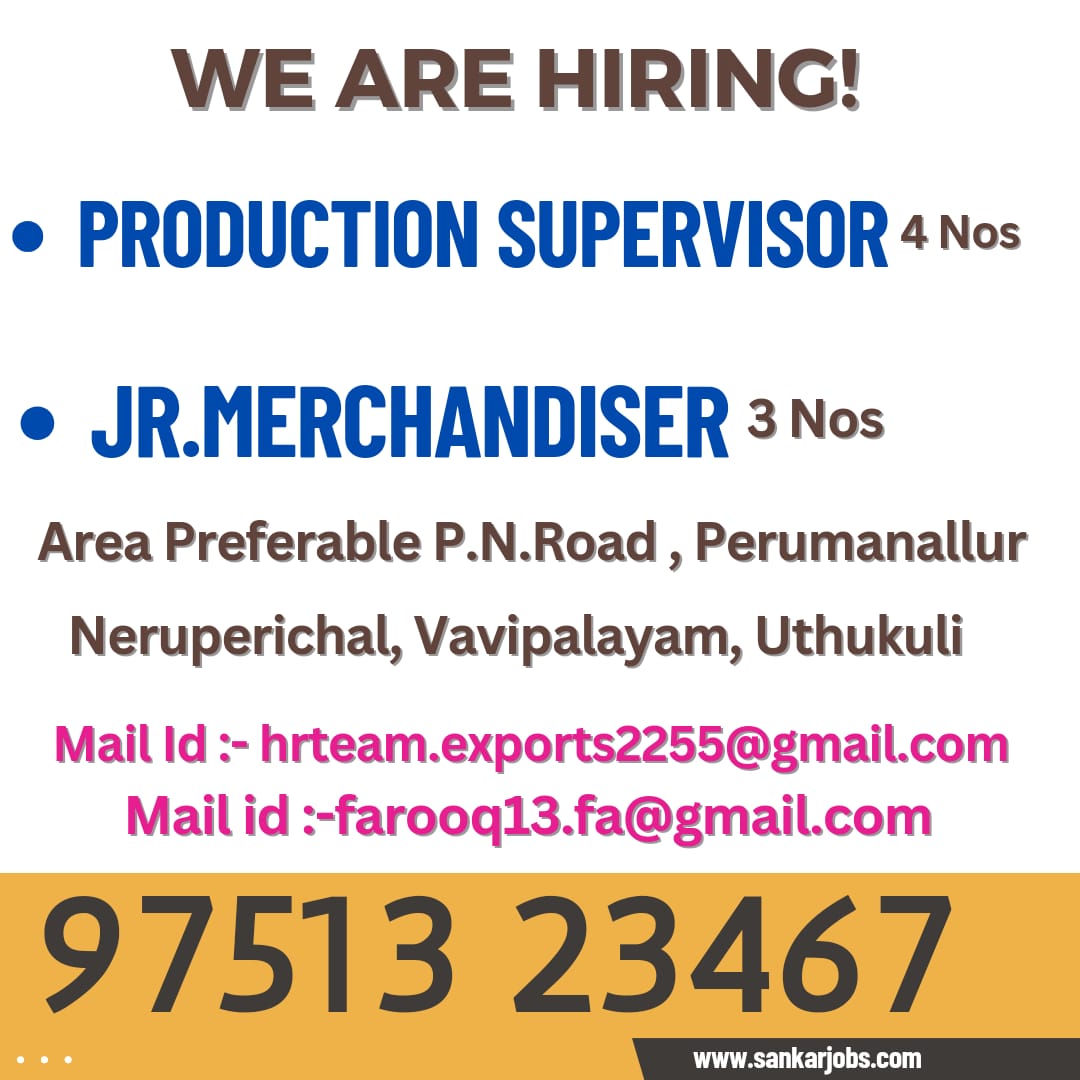 WE ARE HIRING!
• PRODUCTION SUPERVISOR 4 Nos
• JR.MERCHANDISER 3 Nos
Area Preferable P.N.Road , Perumanallur
Neruperichal, Vavipalayam, Uthukuli
Mail Id :- hrteam.exports2255@gmail.com
Mail id :-farooq13.fa@gmail.com
97513 23467
www.sankarjobs.com